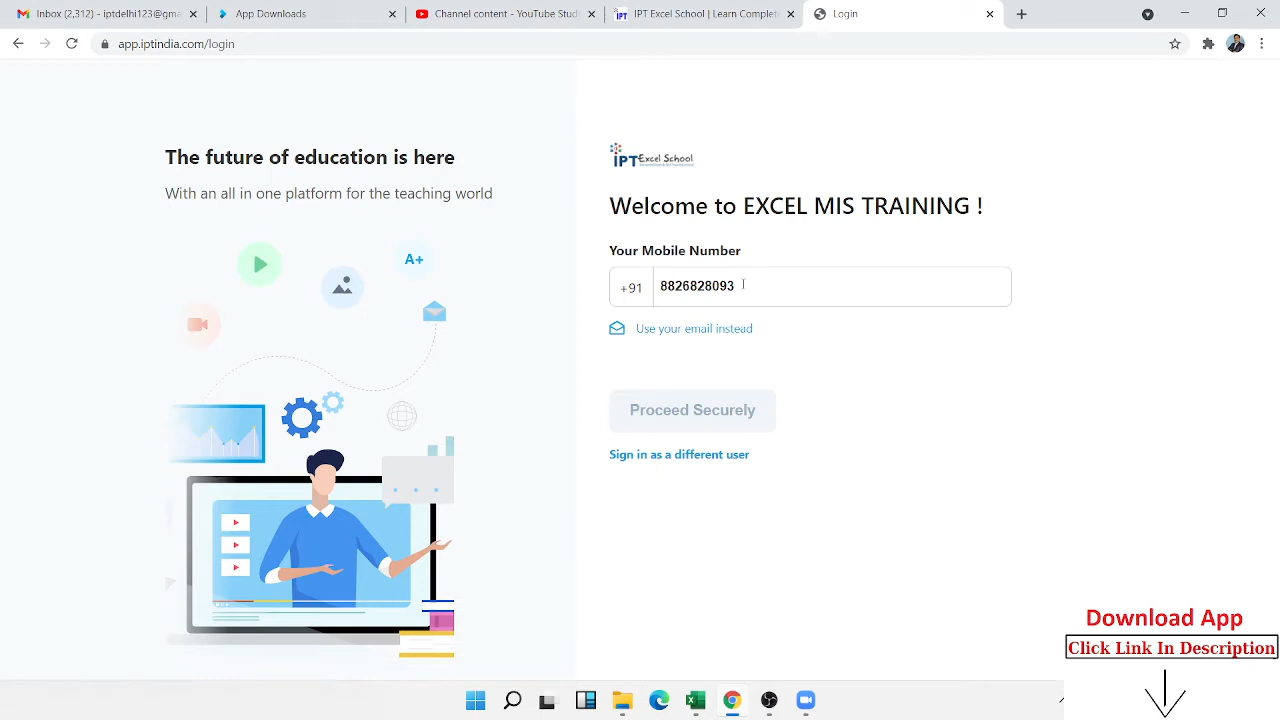 Inbox (2,312) - iptdelhi123@gma
App Downloads
Channel content - YouTube Stud
IPT Excel School | Learn Complete
Login
app.iptindia.com/login
The future of education is here
With an all in one platform for the teaching world
A+
IPT Excel School
Welcome to EXCEL MIS TRAINING !
Your Mobile Number
+91
8826828093
Use your email instead
Proceed Securely
Sign in as a different user
Download App
Click Link In Description